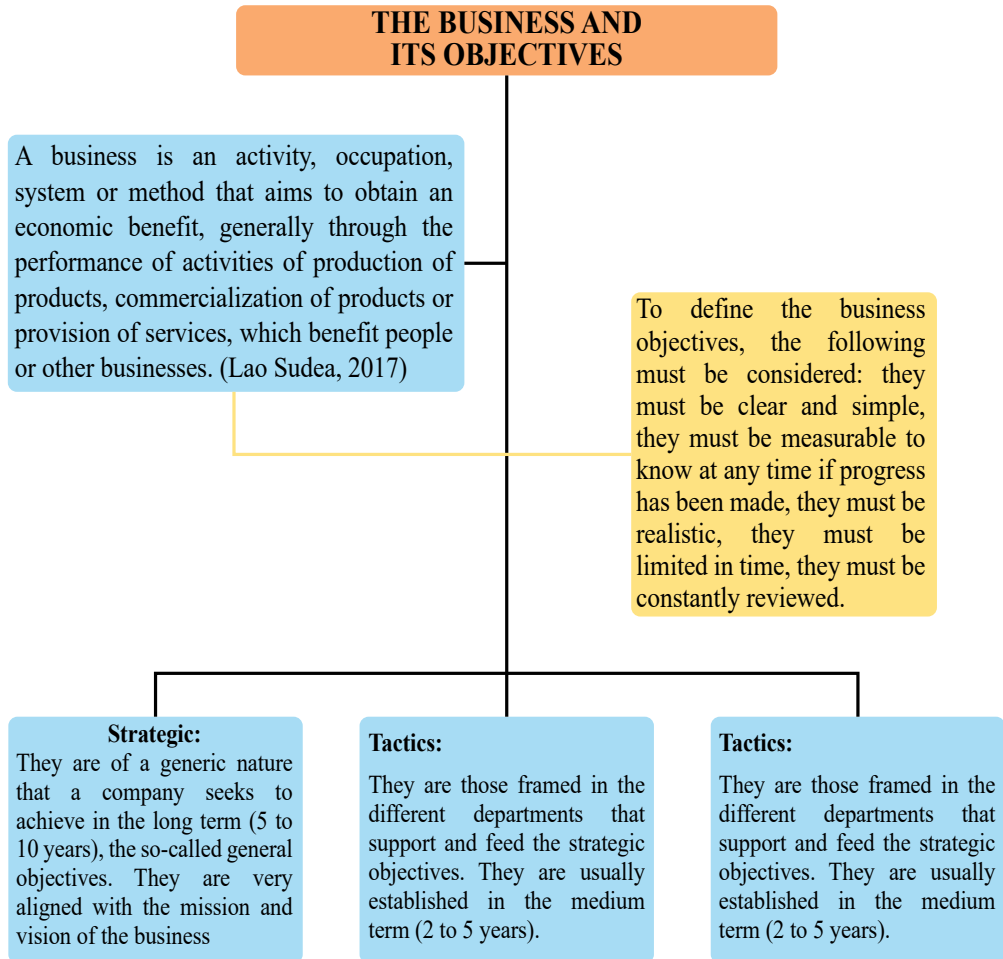 THE BUSINESS AND
ITS OBJECTIVES
A business is an activity, occupation,
system or method that aims to obtain an
economic benefit, generally through the
performance of activities of production of
products, commercialization of products or
provision of services, which benefit people
or other businesses. (Lao Sudea, 2017)
To define the business
objectives, the following
must be considered: they
must be clear and simple,
they must be measurable to
know at any time if progress
has been made, they must be
realistic, they must be
limited in time, they must be
constantly reviewed.
Strategic:
They are of a generic nature
that a company seeks to
achieve in the long term (5 to
10 years), the so-called general
objectives. They are very
aligned with the mission and
vision of the business
Tactics:
They are those framed in the
different departments that
support and feed the strategic
objectives. They are usually
established in the medium
term (2 to 5 years).
Tactics:
They are those framed in the
different departments that
support and feed the strategic
objectives. They are usually
established in the medium
term (2 to 5 years).